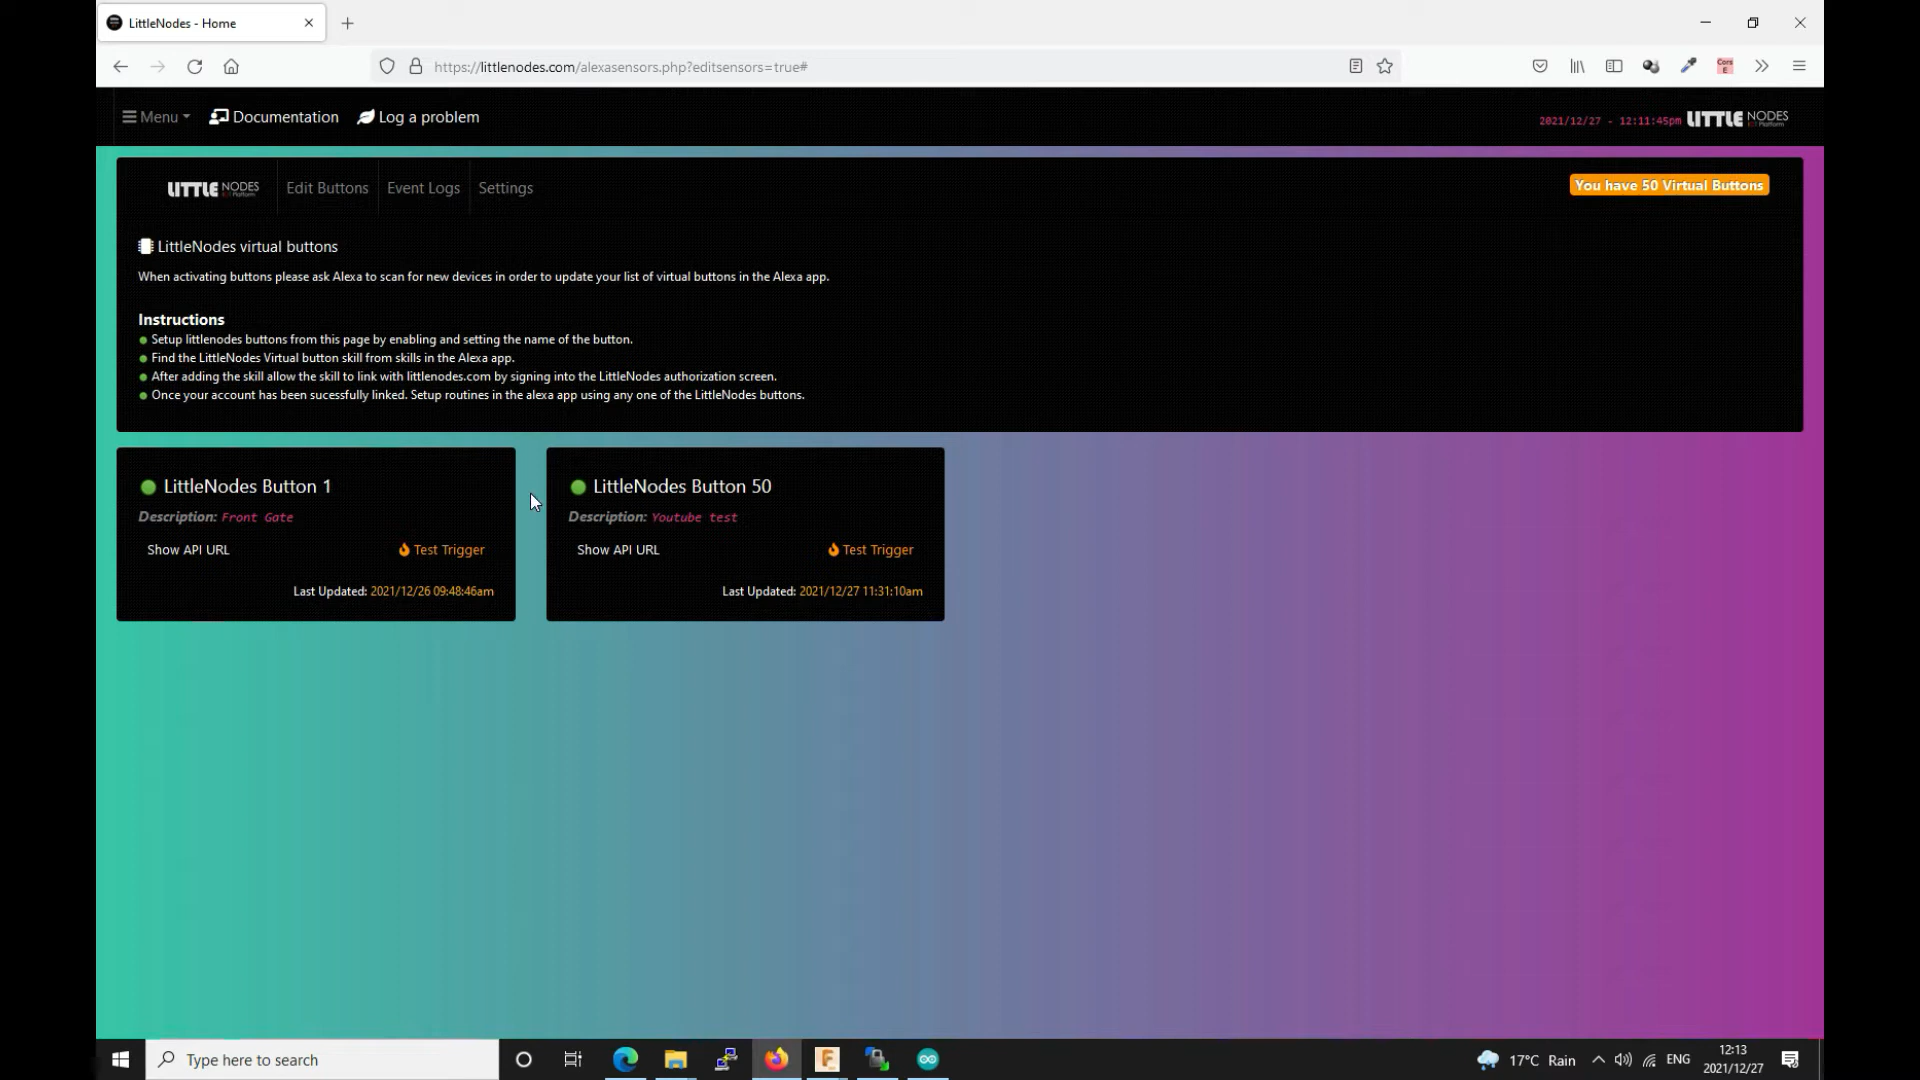 LittleNodes - Home
https://littlenodes.com/alexasensors.php?editsensors=true#
Cors
E
Menu
Documentation
Log a problem
2021/12/27 - 12:11:45pm
LITTLE NODES
LITTLE NODES
Edit Buttons
Event Logs
Settings
You have 50 Virtual Buttons
LittleNodes virtual buttons
When activating buttons please ask Alexa to scan for new devices in order to update your list of virtual buttons in the Alexa app.
Instructions
Setup littlenodes buttons from this page by enabling and setting the name of the button.
Find the LittleNodes Virtual button skill from skills in the Alexa app.
After adding the skill allow the skill to link with littlenodes.com by signing into the LittleNodes authorization screen.
Once your account has been sucessfully linked. Setup routines in the alexa app using any one of the LittleNodes buttons.
LittleNodes Button 1
Description: Front Gate
Show API URL
Test Trigger
Last Updated: 2021/12/26 09:48:46am
LittleNodes Button 50
Description: Youtube test
Show API URL
Test Trigger
Last Updated: 2021/12/27 11:31:10am
Type here to search
F
17°C Rain
ENG
12:13
2021/12/27